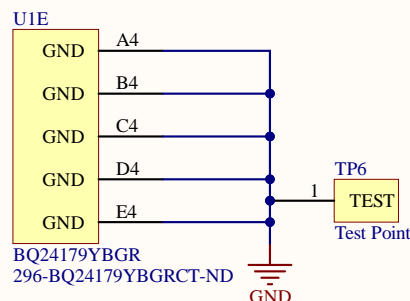 U1E
GND A4
GND B4
GND C4
GND D4
GND E4
BQ24179YBGR
296-BQ24179YBGRCT-ND
TP6
1 TEST
Test Point
GND